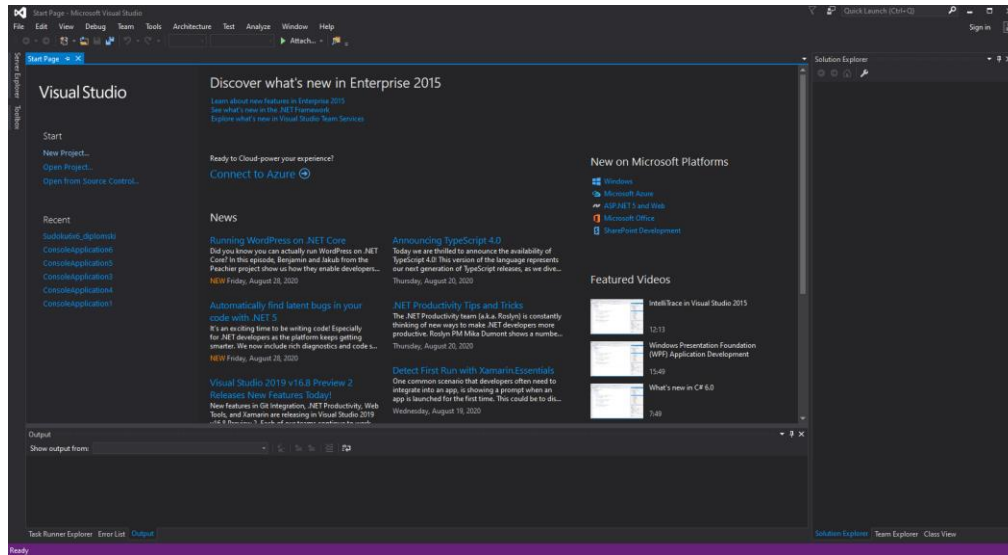 Start Page - Microsoft Visual Studio
Quick Launch (Ctrl+Q)
File Edit View Debug Team Tools Architecture Test Analyze Window Help
Sign in
Attach...
Server Explorer
Toolbox
Start Page
Visual Studio
Start
New Project...
Open Project...
Open from Source Control...
Recent
Sudoku6x6_diplomski
ConsoleApplication6
ConsoleApplication5
ConsoleApplication2
ConsoleApplication4
ConsoleApplication1
Discover what's new in Enterprise 2015
Learn about new features in Enterprise 2015
See what's new in the .NET Framework
Explore what's new in Visual Studio Team Services
Ready to Cloud-power your experience?
Connect to Azure
News
Running WordPress on .NET Core
Did you know you can actually run WordPress on .NET
Core? In this episode, Benjamin and Jakub from the
Peachier project show us how they enable developers...
NEW Friday, August 28, 2020
Automatically find latent bugs in your
code with .NET 5
It's an exciting time to be writing code! Especially
for .NET developers as the platform keeps getting
smarter. We now include rich diagnostics and code s...
NEW Friday, August 28, 2020
Visual Studio 2019 v16.8 Preview 2
Releases New Features Today!
New features in Git Integration, .NET Productivity, Web
Tools, and Xamarin are releasing in Visual Studio 2019
v16.8 Preview 2. Each of our teams continue to work
Announcing TypeScript 4.0
Today we are thrilled to announce the availability of
TypeScript 4.0! This version of the language represents
our next generation of TypeScript releases, as we dive...
Thursday, August 20, 2020
.NET Productivity Tips and Tricks
The .NET Productivity team (a.k.a. Roslyn) is constantly
thinking of new ways to make .NET developers more
productive. Roslyn PM Mika Dumont shows a numbe...
Thursday, August 20, 2020
Detect First Run with Xamarin.Essentials
One common scenario that developers often need to
integrate into an app, is showing a prompt when an
app is launched for the first time. This could be to dis...
Wednesday, August 19, 2020
New on Microsoft Platforms
Windows
Microsoft Azure
ASP.NET 5 and Web
Microsoft Office
SharePoint Development
Featured Videos
IntelliTrace in Visual Studio 2015
12:13
Windows Presentation Foundation
(WPF) Application Development
15:49
What's new in C# 6.0
7:49
Solution Explorer
Output
Show output from:
Task Runner Explorer Error List Output
Solution Explorer Team Explorer Class View
Ready